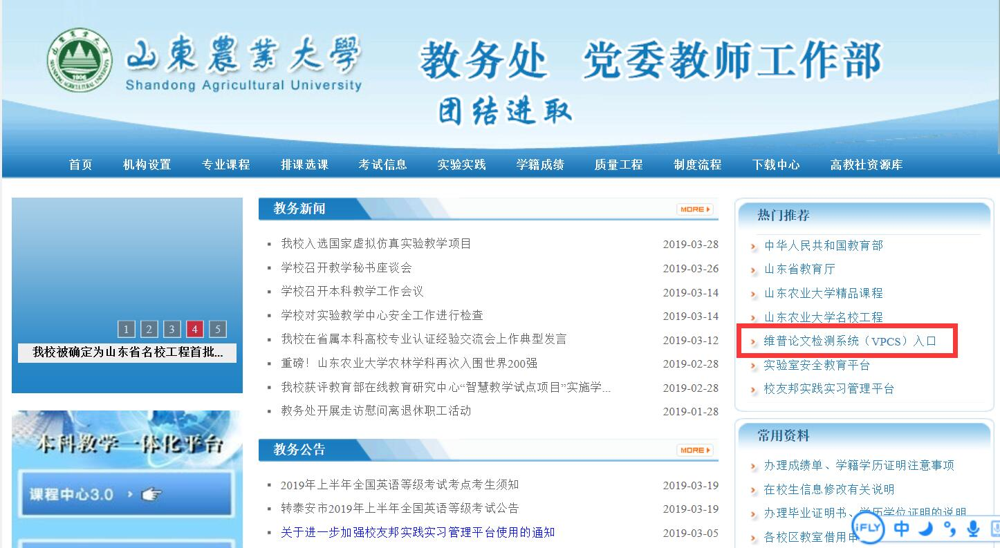 山東農業大學
Shandong Agricultural University
教务处 党委教师工作部
团结进取
首页 机构设置 专业课程 排课选课 考试信息 实验实践 学籍成绩 质量工程 制度流程 下载中心 高教社资源库
1 2 3 4 5
我校被确定为山东省名校工程首批...
本科教学一体化平台
课程中心3.0
教务新闻 MORE
我校入选国家虚拟仿真实验教学项目 2019-03-28
学校召开教学秘书座谈会 2019-03-26
学校召开本科教学工作会议 2019-03-14
学校对实验教学中心安全工作进行检查 2019-03-14
我校在省属本科高校专业认证经验交流会上作典型发言 2019-03-12
重磅！山东农业大学农林学科再次入围世界200强 2019-02-28
我校获评教育部在线教育研究中心“智慧教学试点项目”实施学... 2019-02-28
教务处开展走访慰问离退休职工活动 2019-01-28
教务公告 MORE
2019年上半年全国英语等级考试考点考生须知 2019-03-19
转泰安市2019年上半年全国英语等级考试公告 2019-03-19
关于进一步加强校友邦实践实习管理平台使用的通知 2019-03-05
热门推荐
中华人民共和国教育部
山东省教育厅
山东农业大学精品课程
山东农业大学名校工程
维普论文检测系统（VPCS）入口
实验室安全教育平台
校友邦实践实习管理平台
常用资料
办理成绩单、学籍学历证明注意事项
在校生信息修改有关说明
办理毕业证明书、学历学位证明的说明
各校区教室借用申
iFLY 中